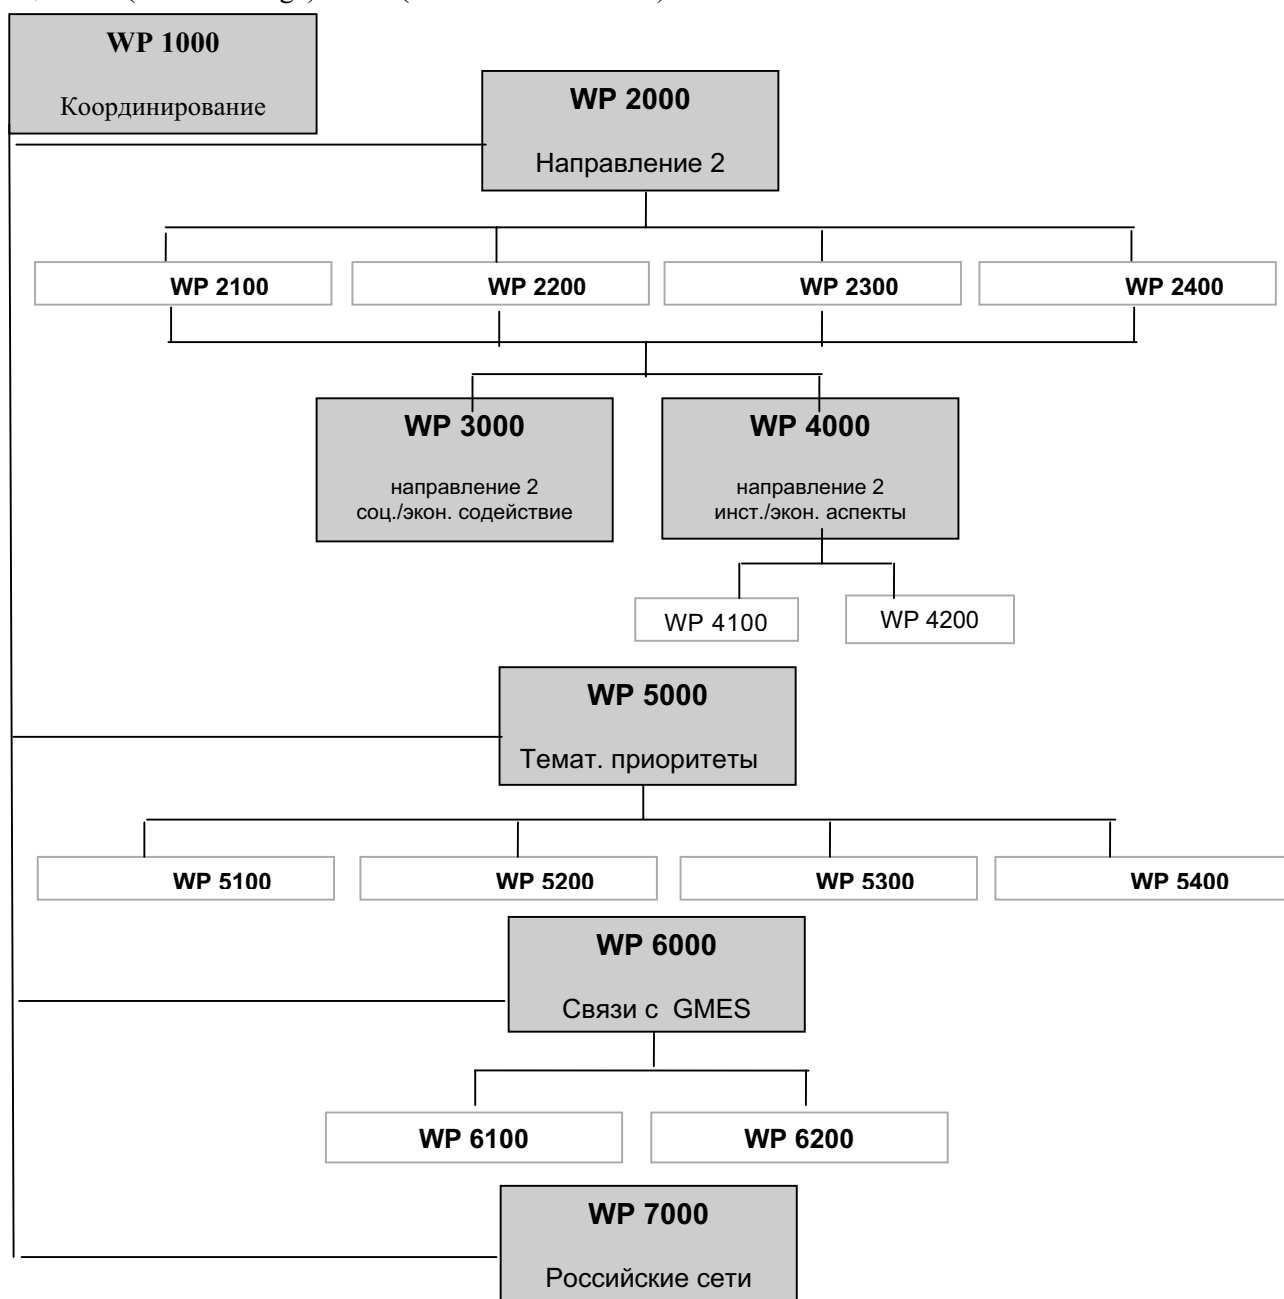 WP 1000
Координирование
WP 2000
Направление 2
WP 2100
WP 2200
WP 2300
WP 2400
WP 3000
направление 2
соц./экон. содействие
WP 4000
направление 2
инст./экон. аспекты
WP 4100
WP 4200
WP 5000
Темат. приоритеты
WP 5100
WP 5200
WP 5300
WP 5400
WP 6000
Связи с GMES
WP 6100
WP 6200
WP 7000
Российские сети